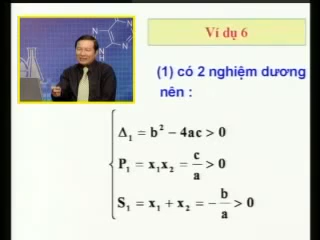 Ví dụ 6
(1) có 2 nghiệm dương
nên :
Δ₁ = b² − 4ac > 0
P₁ = x₁x₂ = c/a > 0
S₁ = x₁ + x₂ = − b/a > 0